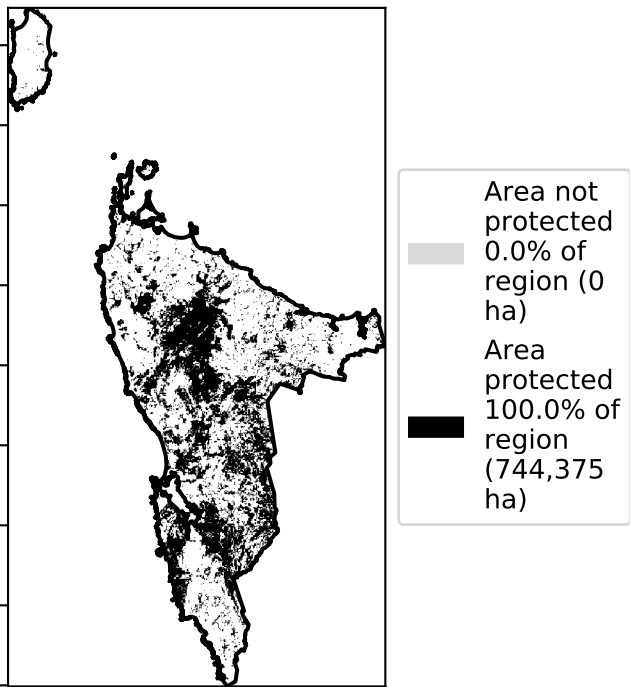 Area not
protected
0.0% of
region (0
ha)
Area
protected
100.0% of
region
(744,375
ha)